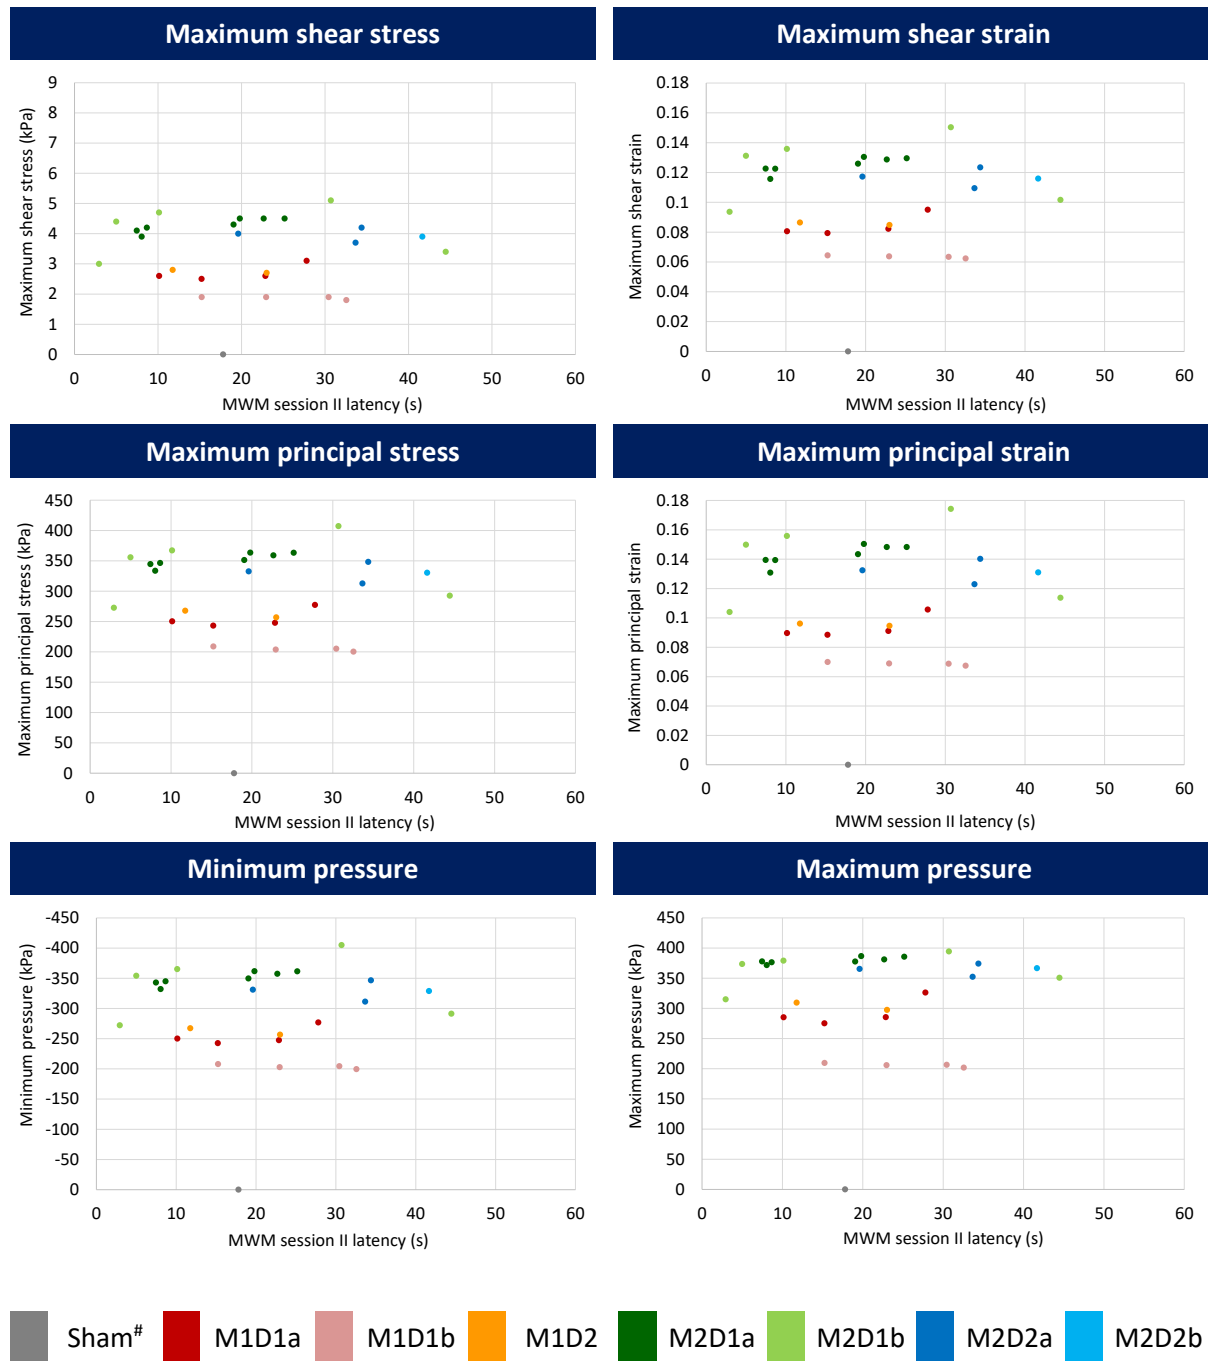 Maximum shear stress
Maximum shear strain
Maximum shear stress (kPa)
9
8
7
6
5
4
3
2
1
0
0 10 20 30 40 50 60
MWM session II latency (s)
Maximum shear strain
0.18
0.16
0.14
0.12
0.1
0.08
0.06
0.04
0.02
0
0 10 20 30 40 50 60
MWM session II latency (s)
Maximum principal stress
Maximum principal strain
Maximum principal stress (kPa)
450
400
350
300
250
200
150
100
50
0
0 10 20 30 40 50 60
MWM session II latency (s)
Maximum principal strain
0.18
0.16
0.14
0.12
0.1
0.08
0.06
0.04
0.02
0
0 10 20 30 40 50 60
MWM session II latency (s)
Minimum pressure
Maximum pressure
Minimum pressure (kPa)
-450
-400
-350
-300
-250
-200
-150
-100
-50
0
0 10 20 30 40 50 60
MWM session II latency (s)
Maximum pressure (kPa)
450
400
350
300
250
200
150
100
50
0
0 10 20 30 40 50 60
MWM session II latency (s)
Sham# M1D1a M1D1b M1D2 M2D1a M2D1b M2D2a M2D2b